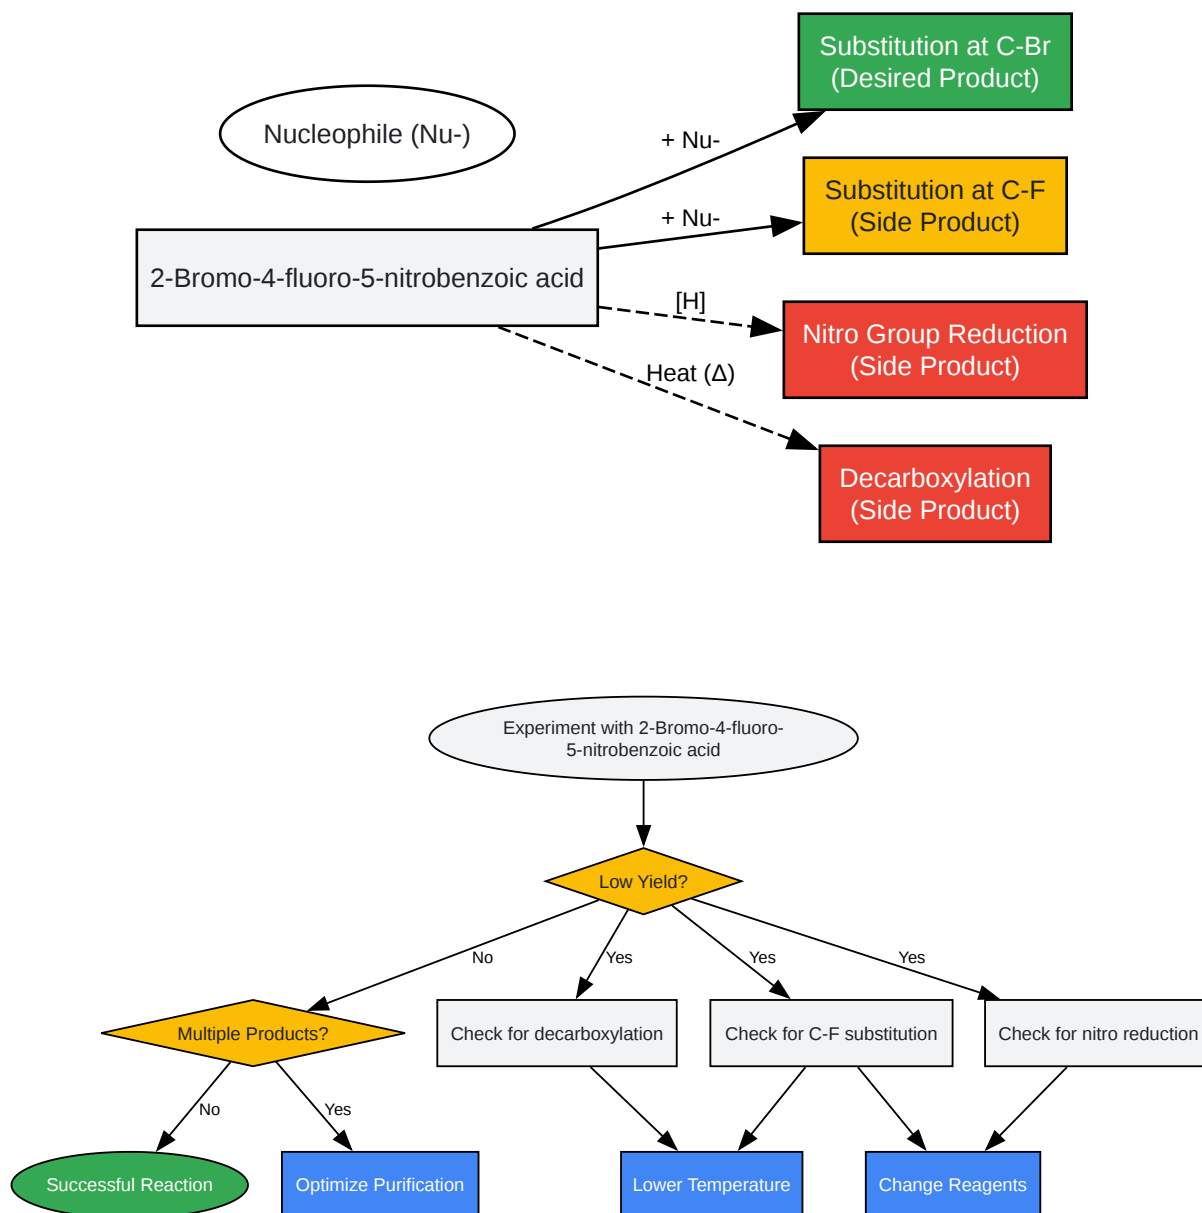 Substitution at C-Br
(Desired Product)
Nucleophile (Nu-)
+ Nu-
Substitution at C-F
(Side Product)
+ Nu-
2-Bromo-4-fluoro-5-nitrobenzoic acid
[H]
Nitro Group Reduction
(Side Product)
Heat (Δ)
Decarboxylation
(Side Product)
Experiment with 2-Bromo-4-fluoro-
5-nitrobenzoic acid
Low Yield?
No
Yes
Yes
Yes
Multiple Products?
Check for decarboxylation
Check for C-F substitution
Check for nitro reduction
No
Yes
Successful Reaction
Optimize Purification
Lower Temperature
Change Reagents